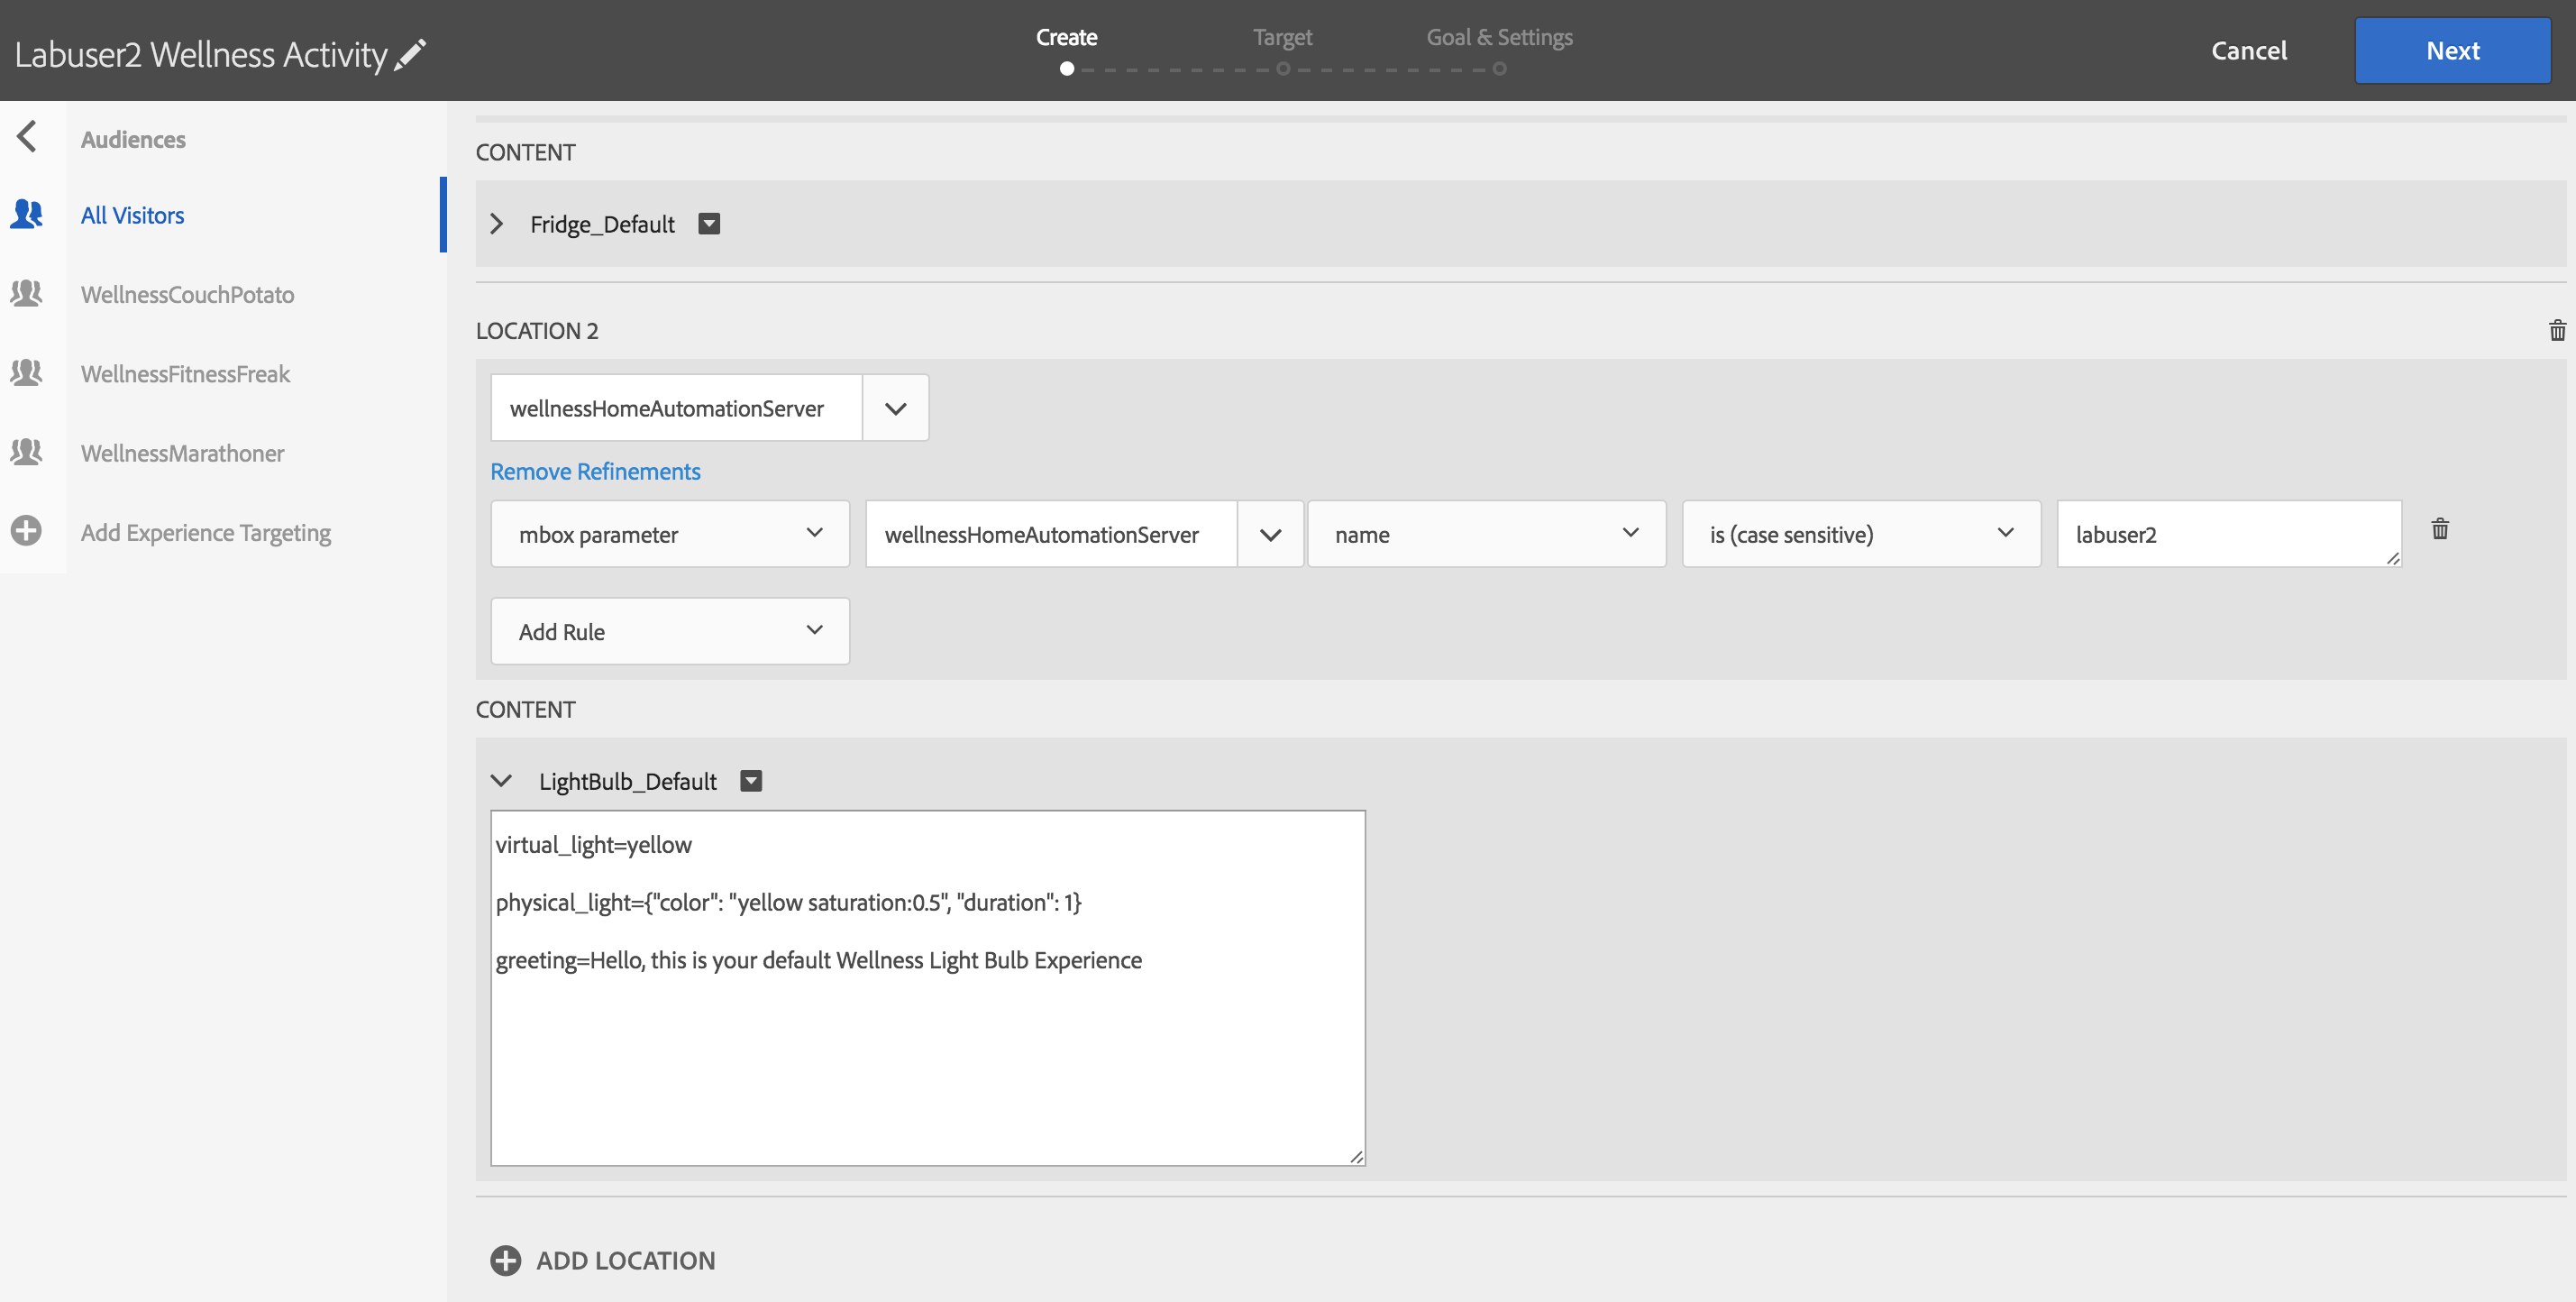 Labuser2 Wellness Activity
Create
Target
Goal & Settings
Cancel
Next
Audiences
All Visitors
WellnessCouchPotato
WellnessFitnessFreak
WellnessMarathoner
Add Experience Targeting
CONTENT
Fridge_Default
LOCATION 2
wellnessHomeAutomationServer
Remove Refinements
mbox parameter wellnessHomeAutomationServer name is (case sensitive) labuser2
Add Rule
CONTENT
LightBulb_Default
virtual_light=yellow
physical_light={"color": "yellow saturation:0.5", "duration": 1}
greeting=Hello, this is your default Wellness Light Bulb Experience
ADD LOCATION